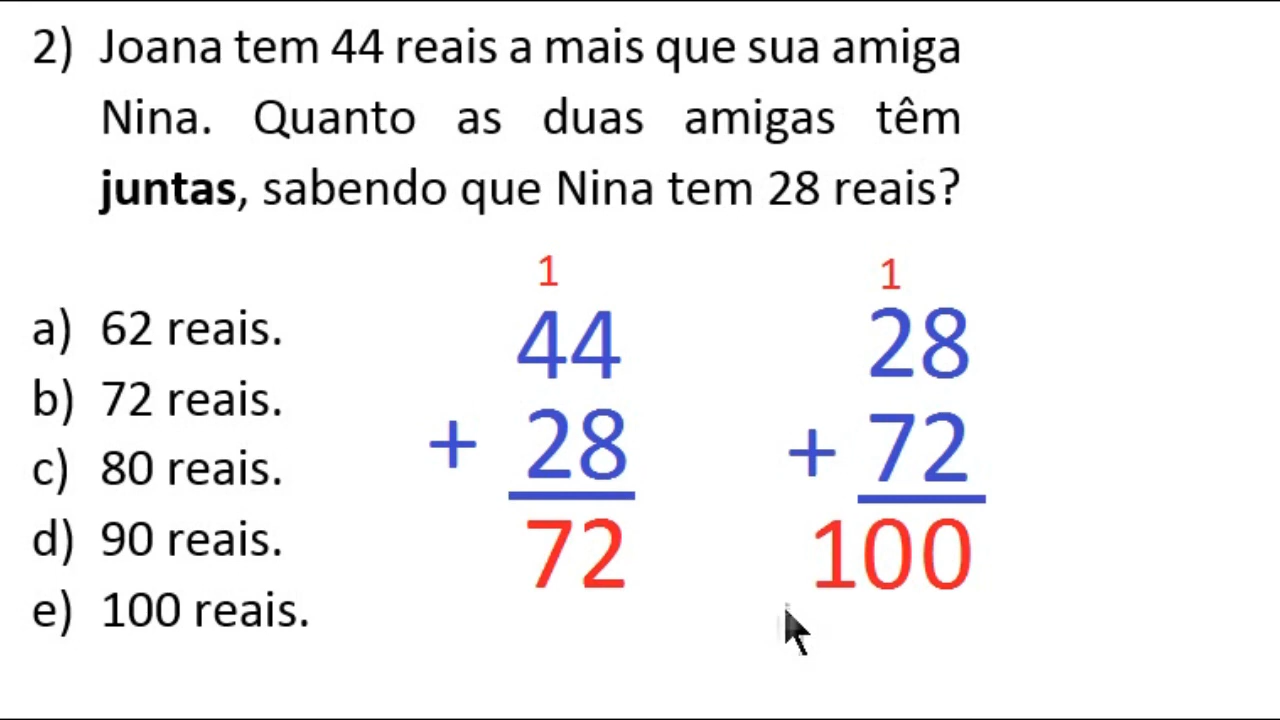 2) Joana tem 44 reais a mais que sua amiga
Nina. Quanto as duas amigas têm
juntas, sabendo que Nina tem 28 reais?
a) 62 reais.
b) 72 reais.
c) 80 reais.
d) 90 reais.
e) 100 reais.
1
44
+ 28
72
1
28
+ 72
100